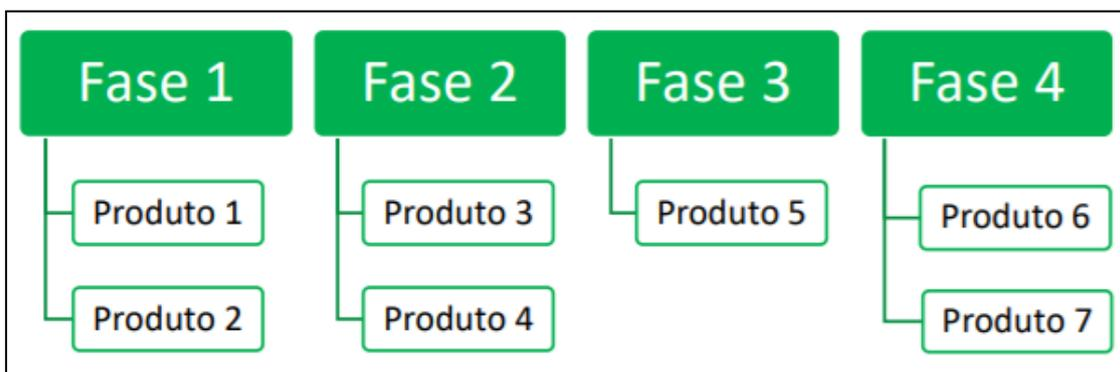 Fase 1
Produto 1
Produto 2
Fase 2
Produto 3
Produto 4
Fase 3
Produto 5
Fase 4
Produto 6
Produto 7